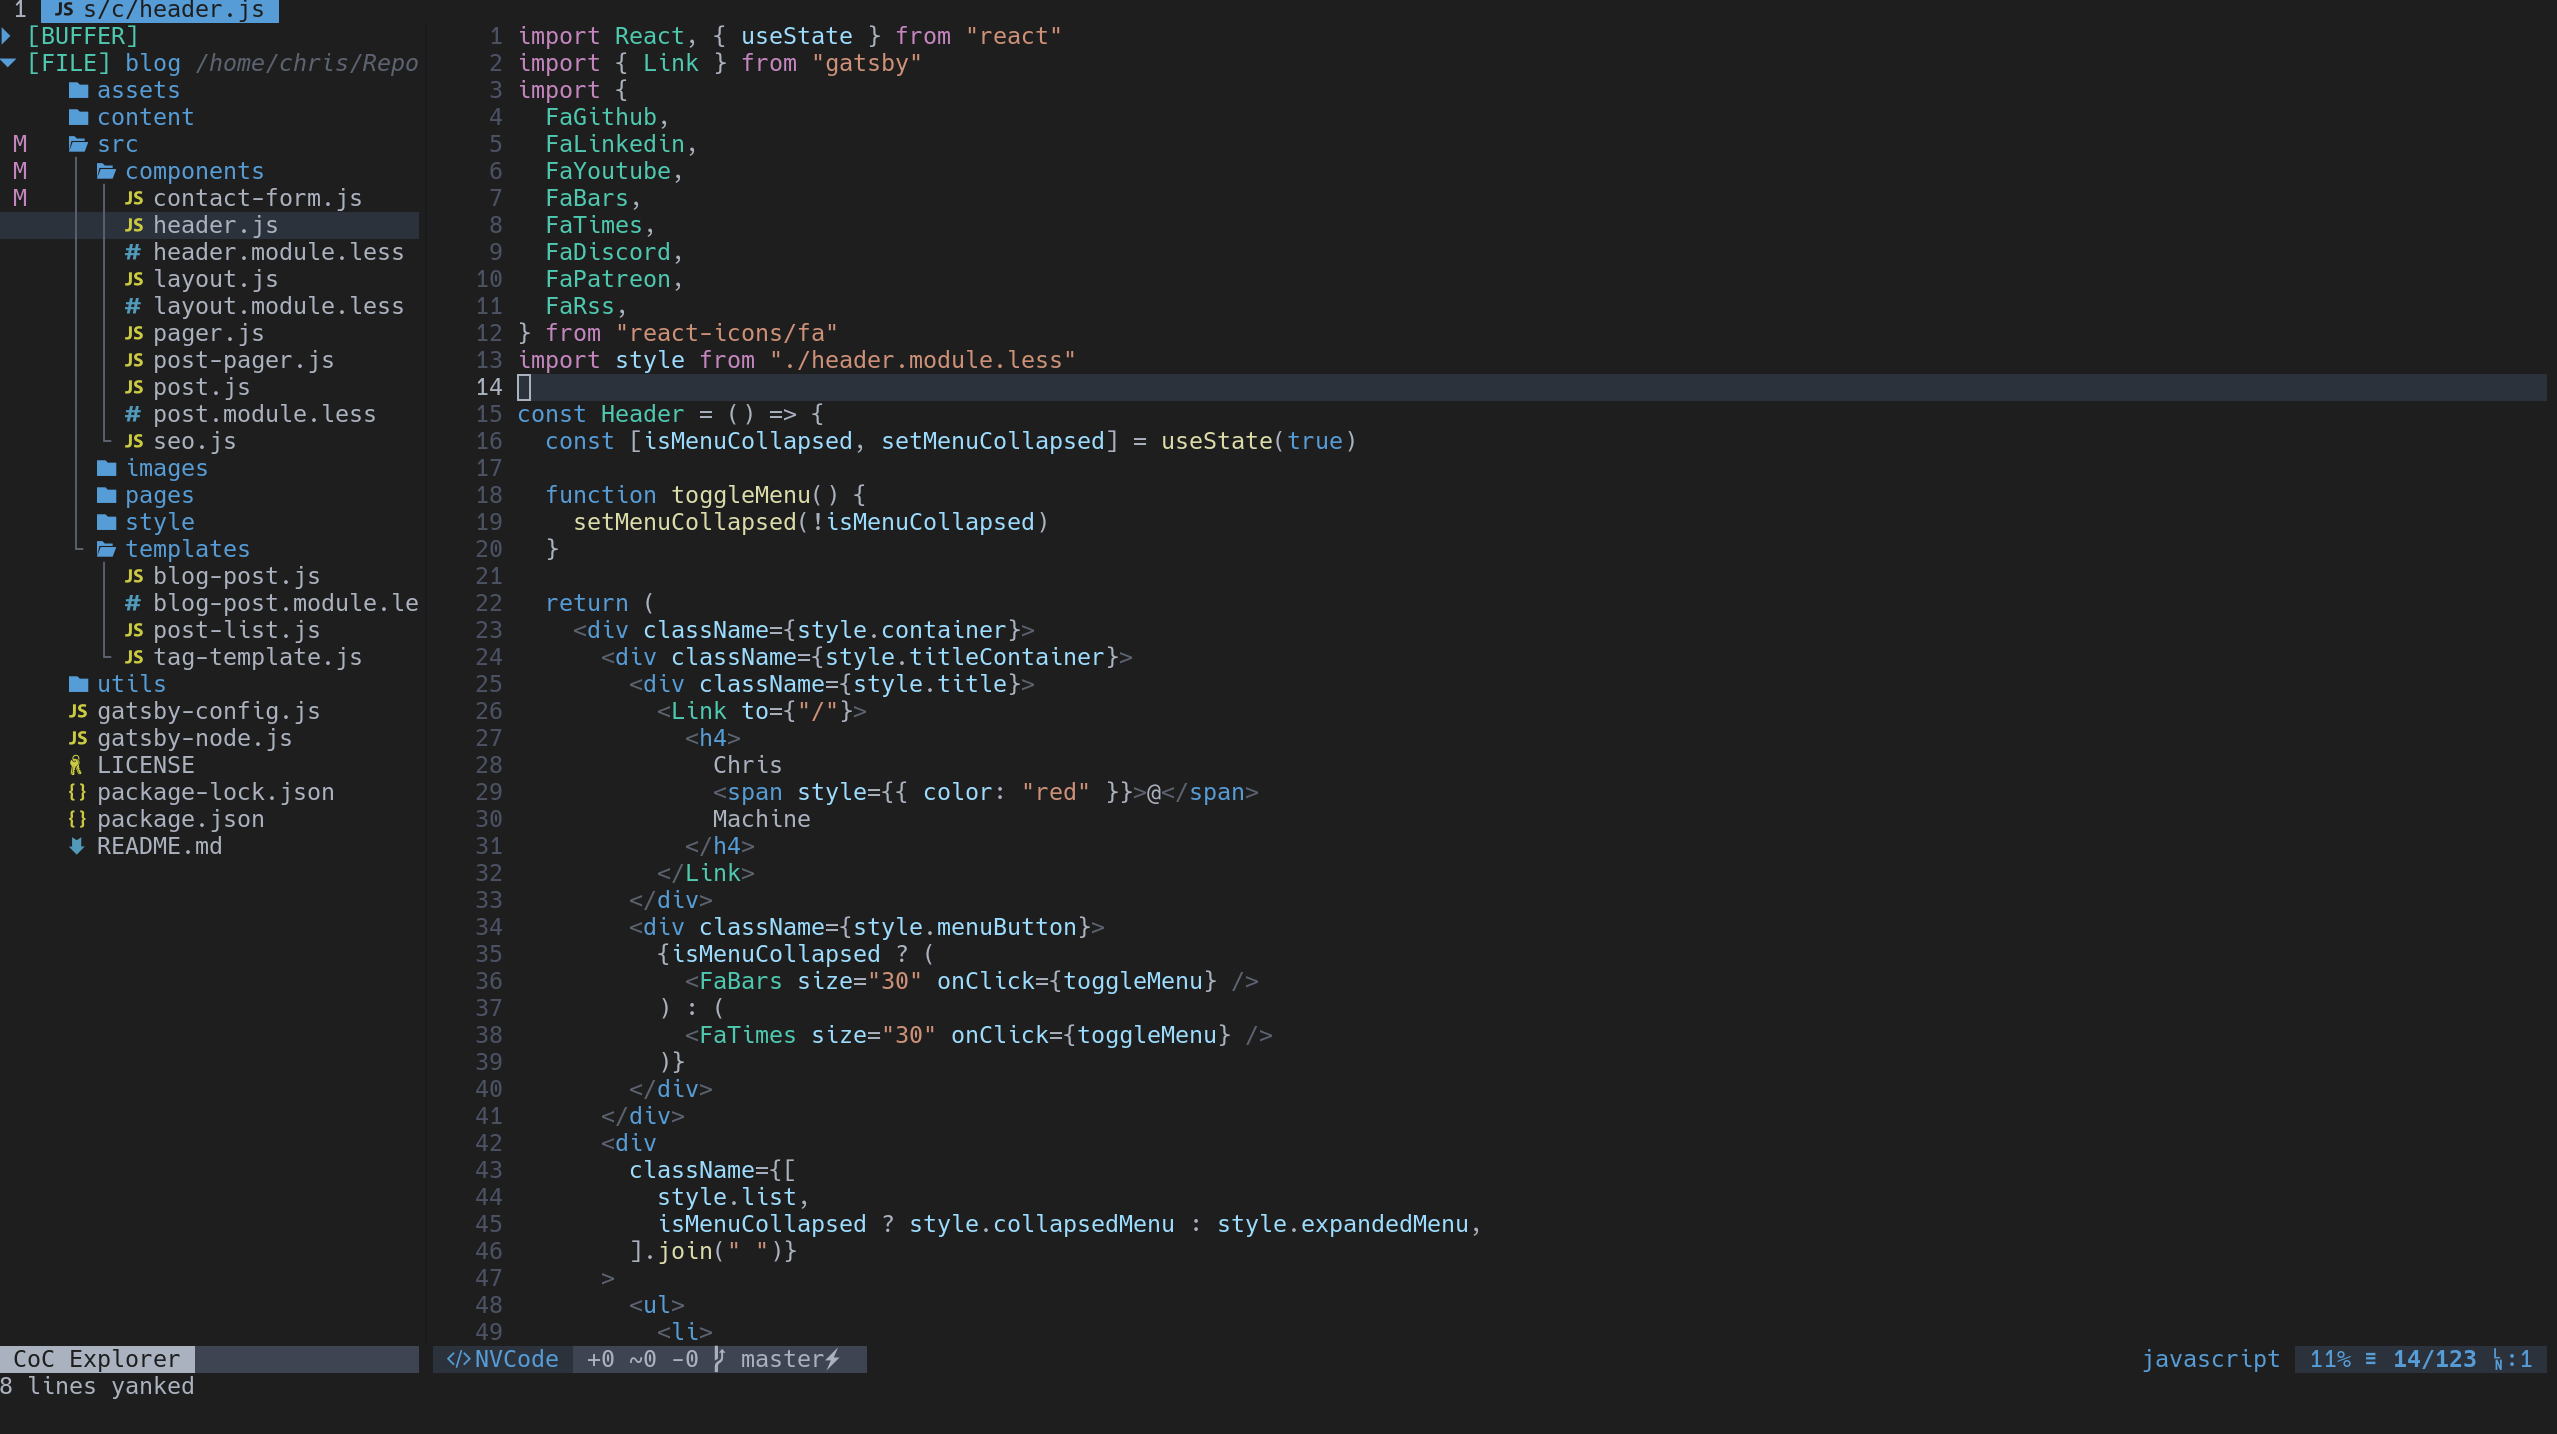 1 JS s/c/header.js
[BUFFER]
[FILE] blog /home/chris/Repo
assets
content
M src
M components
M JS contact-form.js
JS header.js
# header.module.less
JS layout.js
# layout.module.less
JS pager.js
JS post-pager.js
JS post.js
# post.module.less
JS seo.js
images
pages
style
templates
JS blog-post.js
# blog-post.module.le
JS post-list.js
JS tag-template.js
utils
JS gatsby-config.js
JS gatsby-node.js
LICENSE
{} package-lock.json
{} package.json
README.md
CoC Explorer
1 import React, { useState } from "react"
2 import { Link } from "gatsby"
3 import {
4   FaGithub,
5   FaLinkedin,
6   FaYoutube,
7   FaBars,
8   FaTimes,
9   FaDiscord,
10   FaPatreon,
11   FaRss,
12 } from "react-icons/fa"
13 import style from "./header.module.less"
14
15 const Header = () => {
16   const [isMenuCollapsed, setMenuCollapsed] = useState(true)
17
18   function toggleMenu() {
19     setMenuCollapsed(!isMenuCollapsed)
20   }
21
22   return (
23     <div className={style.container}>
24       <div className={style.titleContainer}>
25         <div className={style.title}>
26           <Link to={"/"}>
27             <h4>
28               Chris
29               <span style={{ color: "red" }}>@</span>
30               Machine
31             </h4>
32           </Link>
33         </div>
34         <div className={style.menuButton}>
35           {isMenuCollapsed ? (
36             <FaBars size="30" onClick={toggleMenu} />
37           ) : (
38             <FaTimes size="30" onClick={toggleMenu} />
39           )}
40         </div>
41       </div>
42       <div
43         className={[
44           style.list,
45           isMenuCollapsed ? style.collapsedMenu : style.expandedMenu,
46         ].join(" ")}
47       >
48         <ul>
49           <li>
</>NVCode +0 ~0 -0 master⚡ javascript 11% ≡ 14/123 LN:1
8 lines yanked